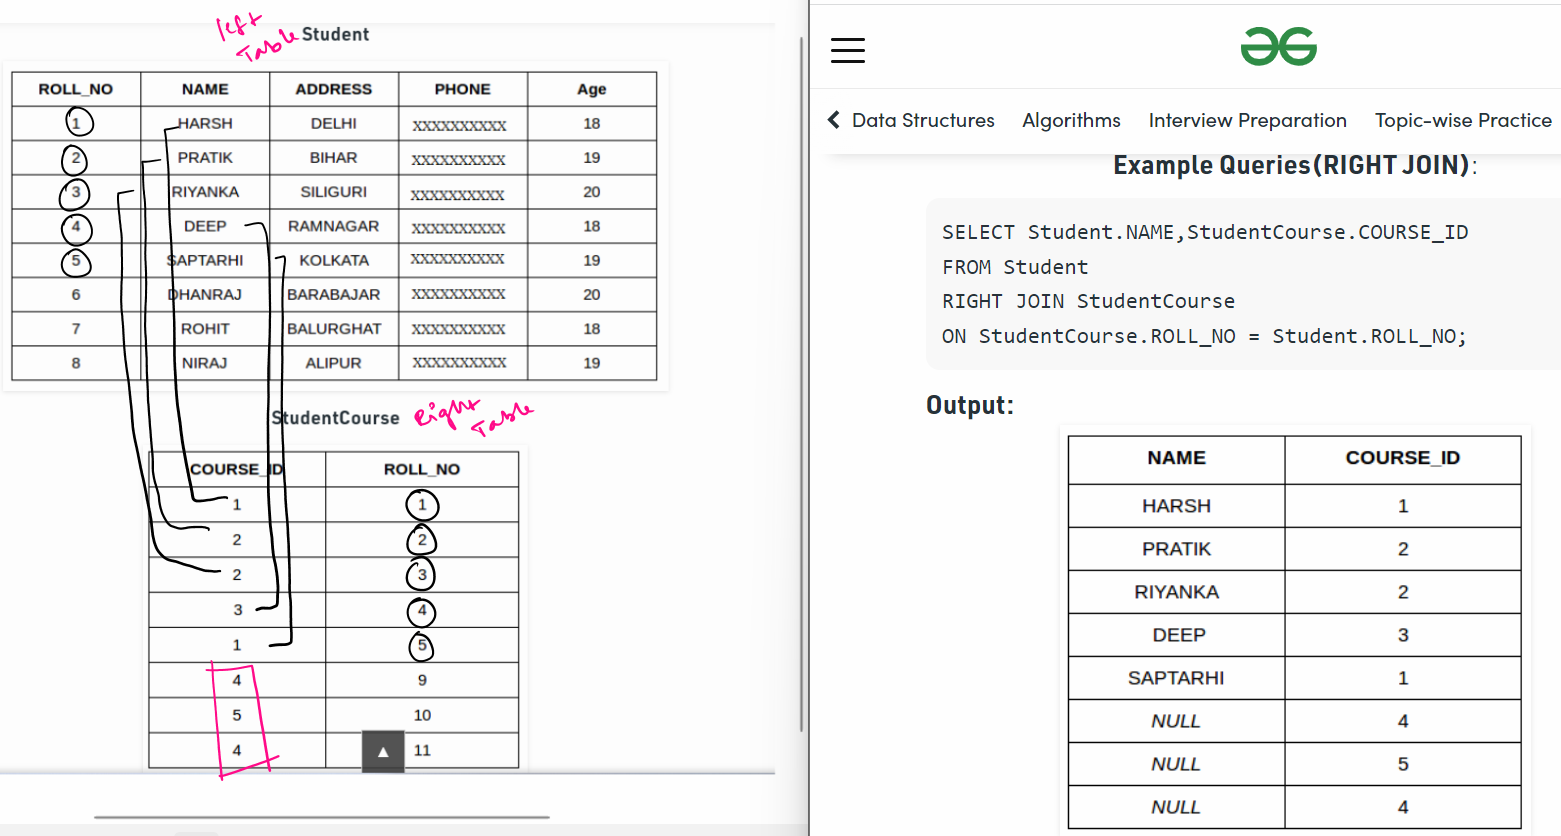 left
Table Student
ROLL_NO NAME ADDRESS PHONE Age
1 HARSH DELHI XXXXXXXXXX 18
2 PRATIK BIHAR XXXXXXXXXX 19
3 RIYANKA SILIGURI XXXXXXXXXX 20
4 DEEP RAMNAGAR XXXXXXXXXX 18
5 SAPTARHI KOLKATA XXXXXXXXXX 19
6 DHANRAJ BARABAJAR XXXXXXXXXX 20
7 ROHIT BALURGHAT XXXXXXXXXX 18
8 NIRAJ ALIPUR XXXXXXXXXX 19
StudentCourse Right
Table
COURSE_ID ROLL_NO
1 1
2 2
2 3
3 4
1 5
4 9
5 10
4 11
Data Structures Algorithms Interview Preparation Topic-wise Practice
Example Queries(RIGHT JOIN):
SELECT Student.NAME,StudentCourse.COURSE_ID
FROM Student
RIGHT JOIN StudentCourse
ON StudentCourse.ROLL_NO = Student.ROLL_NO;
Output:
NAME COURSE_ID
HARSH 1
PRATIK 2
RIYANKA 2
DEEP 3
SAPTARHI 1
NULL 4
NULL 5
NULL 4